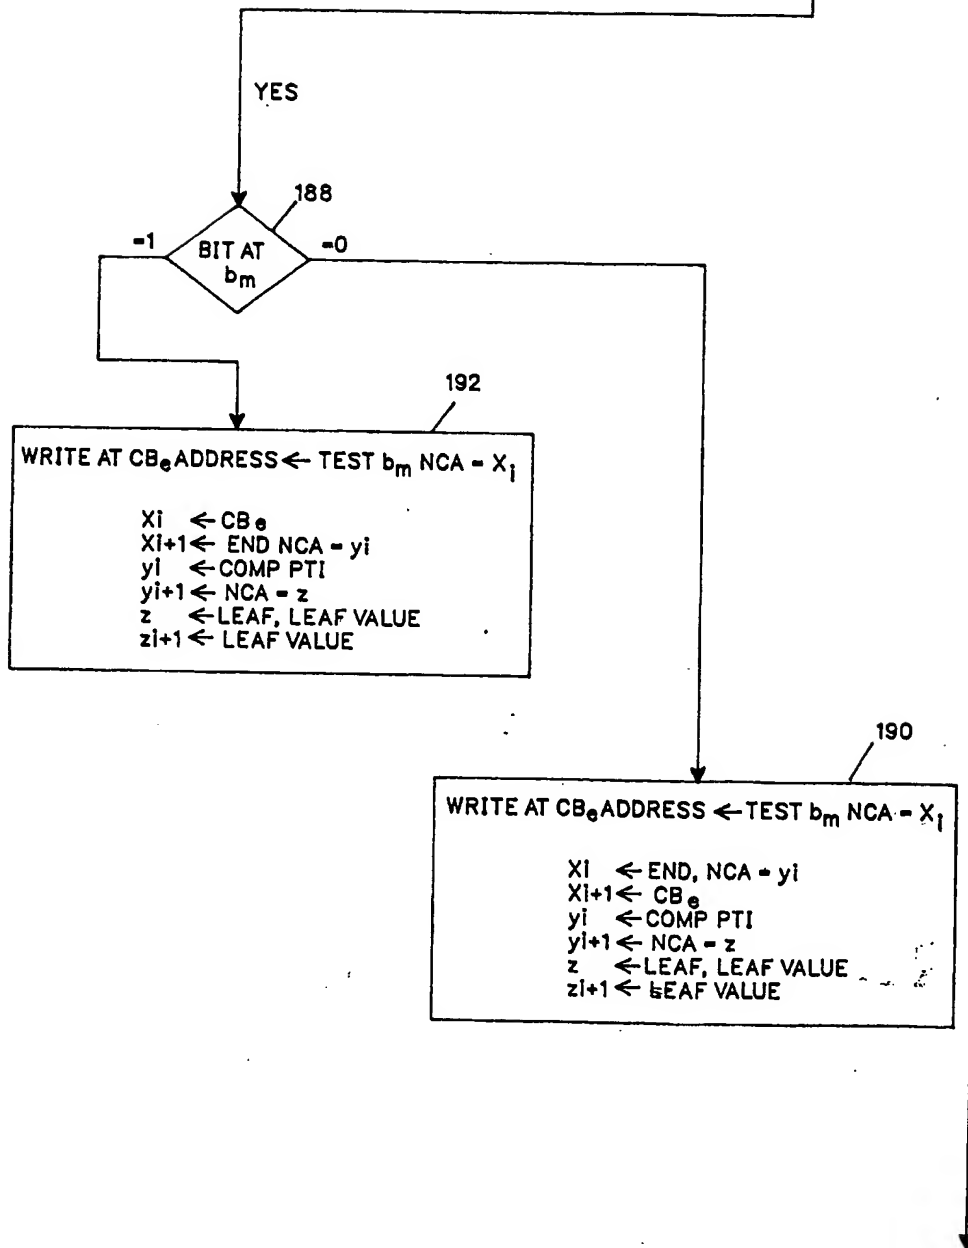 YES
188
=1
=0
BIT AT
bm
192
WRITE AT CBe ADDRESS ← TEST bm NCA = Xi
Xi ← CBe
Xi+1 ← END NCA = yi
yi ← COMP PTI
yi+1 ← NCA = z
z ← LEAF, LEAF VALUE
zi+1 ← LEAF VALUE
190
WRITE AT CBe ADDRESS ← TEST bm NCA = Xi
Xi ← END, NCA = yi
Xi+1 ← CBe
yi ← COMP PTI
yi+1 ← NCA = z
z ← LEAF, LEAF VALUE
zi+1 ← LEAF VALUE